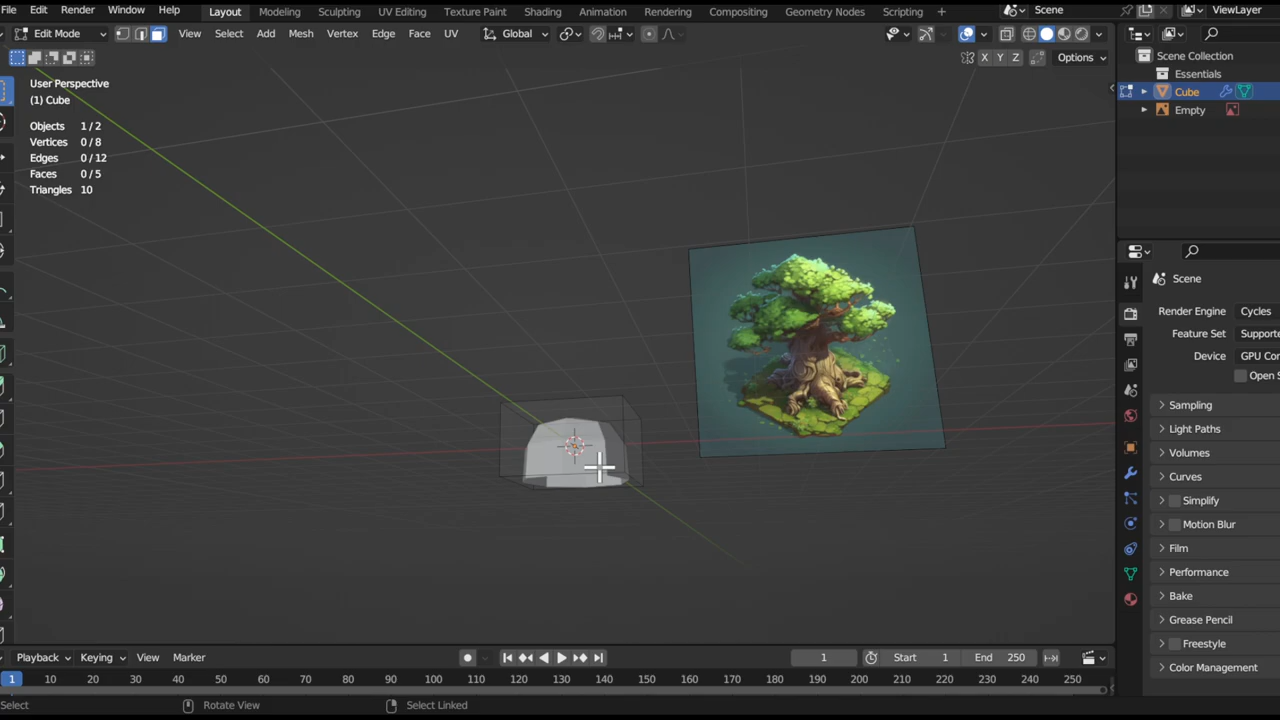 File Edit Render Window Help Layout Modeling Sculpting UV Editing Texture Paint Shading Animation Rendering Compositing Geometry Nodes Scripting + Scene ViewLayer
Edit Mode View Select Add Mesh Vertex Edge Face UV Global
X Y Z Options
User Perspective
(1) Cube
Objects 1 / 2
Vertices 0 / 8
Edges 0 / 12
Faces 0 / 5
Triangles 10
Scene Collection
Essentials
Cube
Empty
Scene
Render Engine Cycles
Feature Set Supporte
Device GPU Con
Open S
Sampling
Light Paths
Volumes
Curves
Simplify
Motion Blur
Film
Performance
Bake
Grease Pencil
Freestyle
Color Management
Playback Keying View Marker 1 Start 1 End 250
1 10 20 30 40 50 60 70 80 90 100 110 120 130 140 150 160 170 180 190 200 210 220 230 240 250
Select Rotate View Select Linked